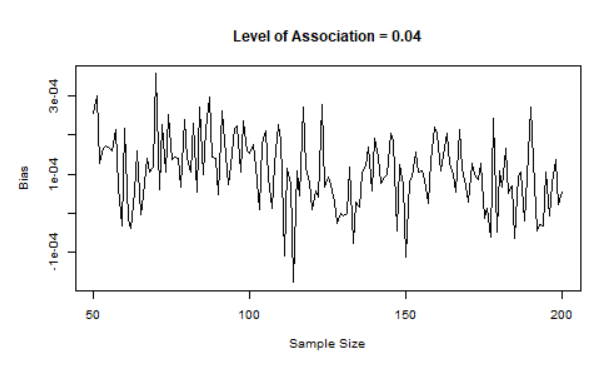 Level of Association = 0.04
3e-04
1e-04
-1e-04
Bias
50 100 150 200
Sample Size